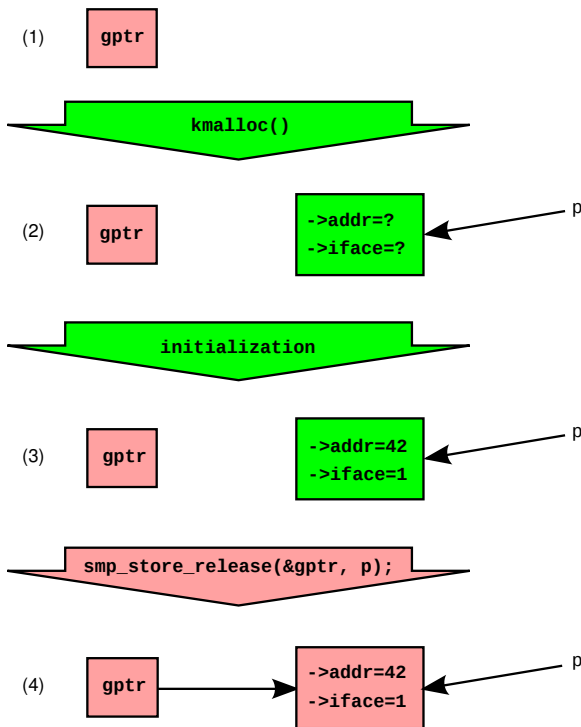 (1) gptr
kmalloc()
p
(2) gptr ->addr=?
->iface=?
initialization
p
(3) gptr ->addr=42
->iface=1
smp_store_release(&gptr, p);
p
(4) gptr ->addr=42
->iface=1